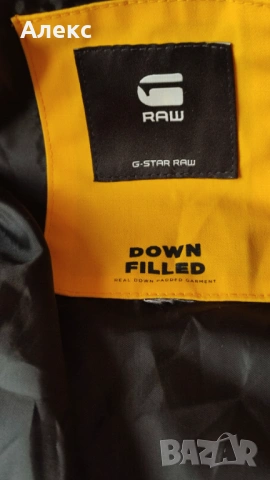 Алекс
RAW
G-STAR RAW
DOWN
FILLED
REAL DOWN PADDED GARMENT
BAZAR